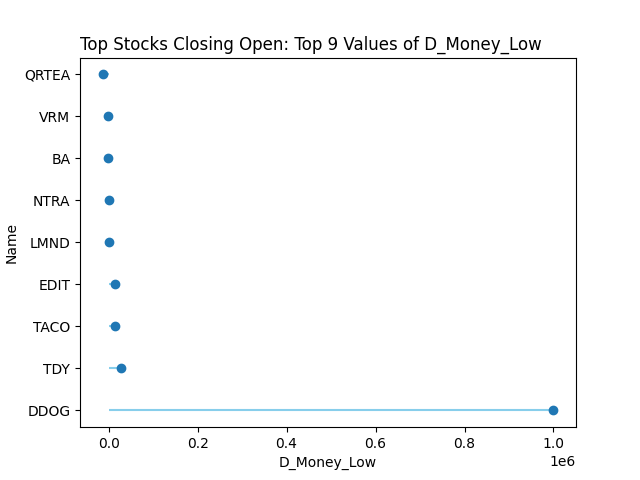 Top Stocks Closing Open: Top 9 Values of D_Money_Low
QRTEA
VRM
BA
NTRA
LMND
EDIT
TACO
TDY
DDOG
Name
0.0 0.2 0.4 0.6 0.8 1.0
1e6
D_Money_Low